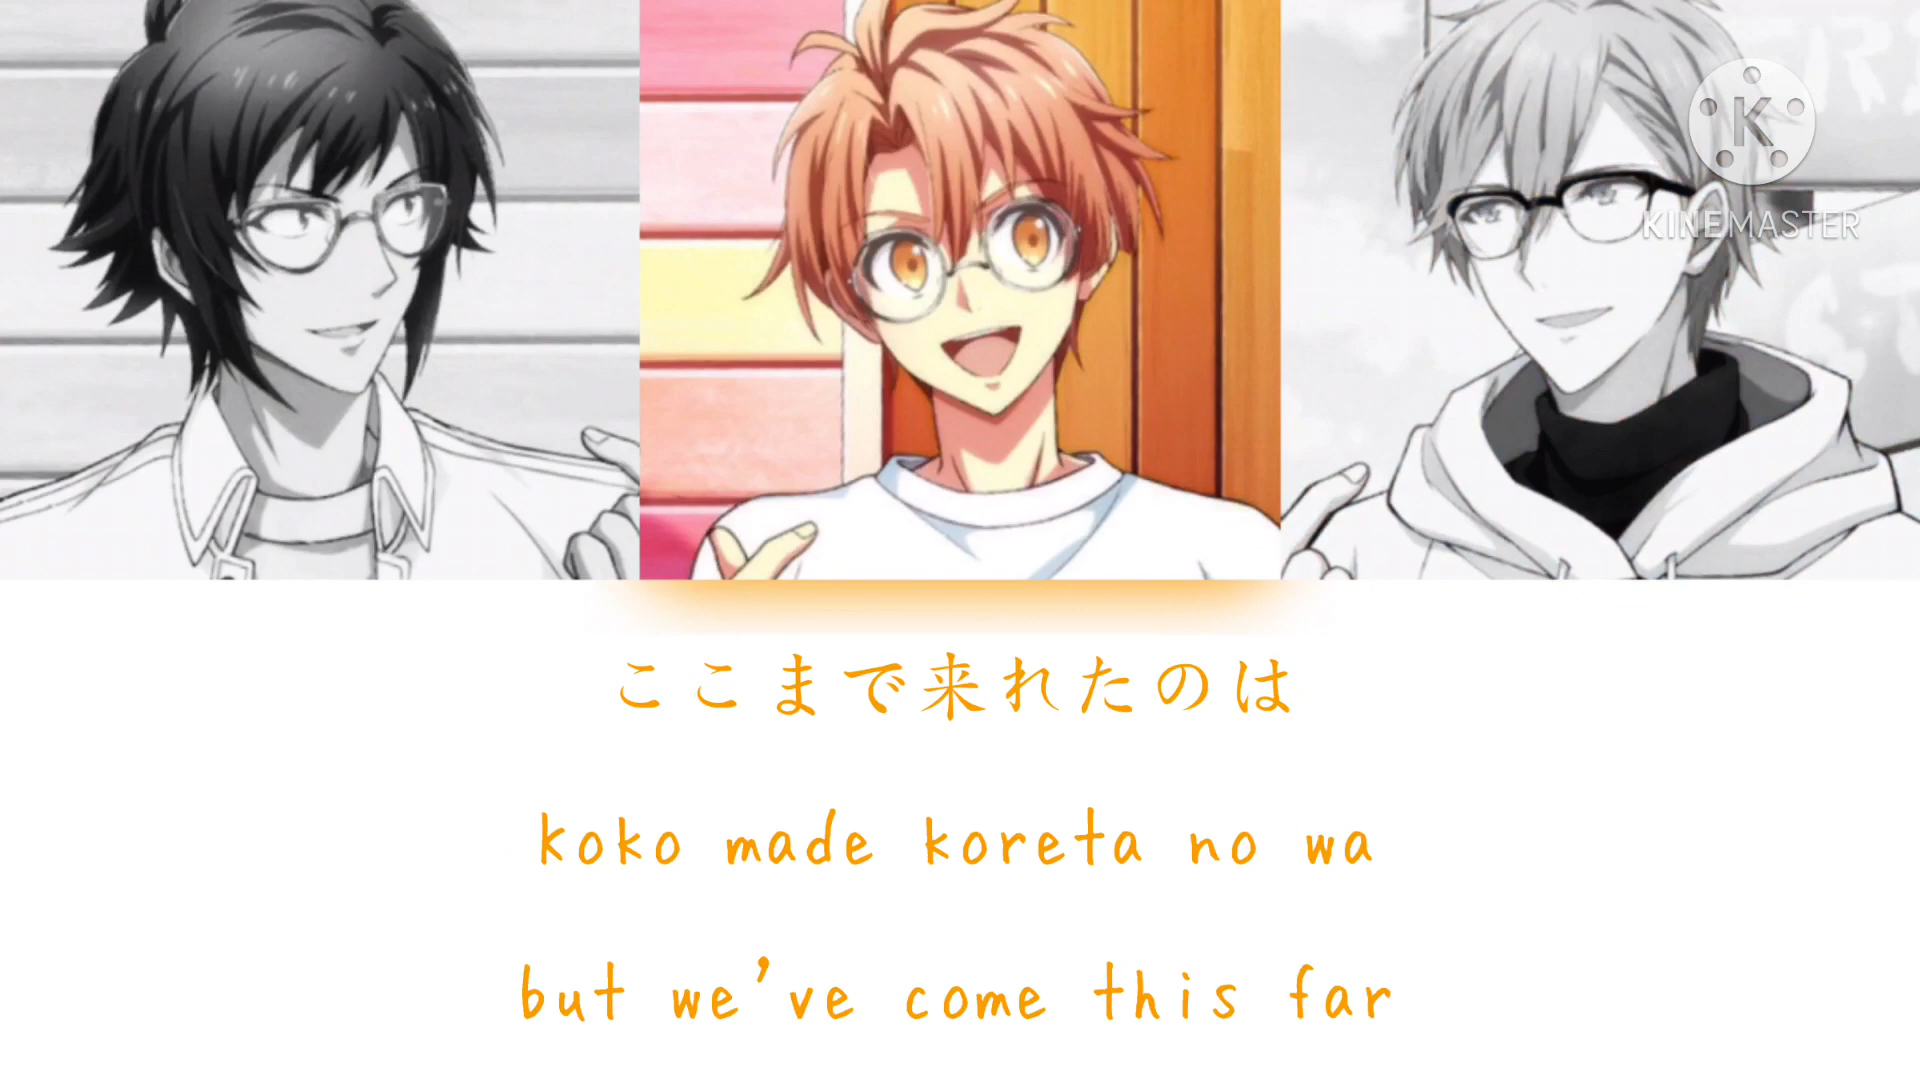 K
KINEMASTER
ここまで来れたのは
koko made koreta no wa
but we've come this far